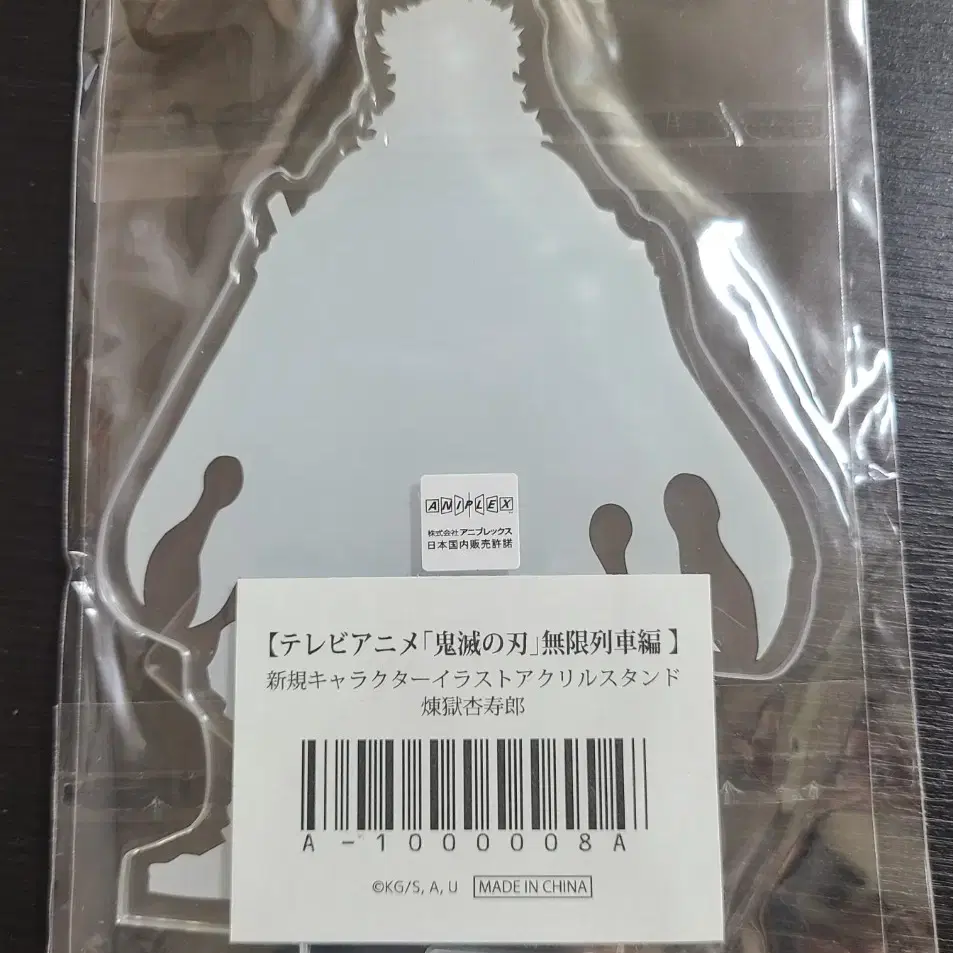 ANIPLEX
株式会社 アニプレックス
日本国内販売許諾
【テレビアニメ「鬼滅の刃」無限列車編】
新規キャラクターイラストアクリルスタンド
煉獄杏寿郎
A-1000008A
©KG/S, A, U MADE IN CHINA